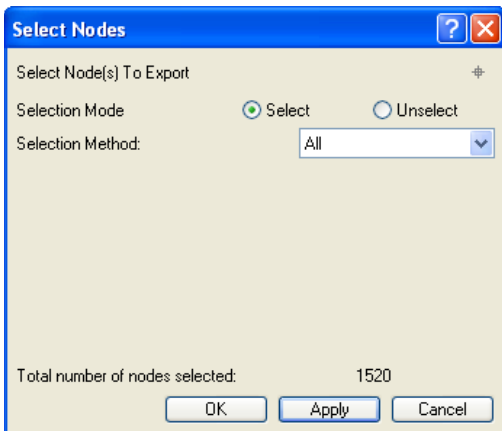 Select Nodes
Select Node(s) To Export
Selection Mode Select Unselect
Selection Method: All
Total number of nodes selected: 1520
OK Apply Cancel